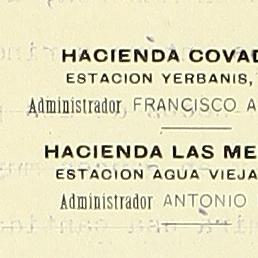 HACIENDA COVAD
ESTACION YERBANIS,
Administrador FRANCISCO A
HACIENDA LAS ME
ESTACION AGUA VIEJA
Administrador ANTONIO